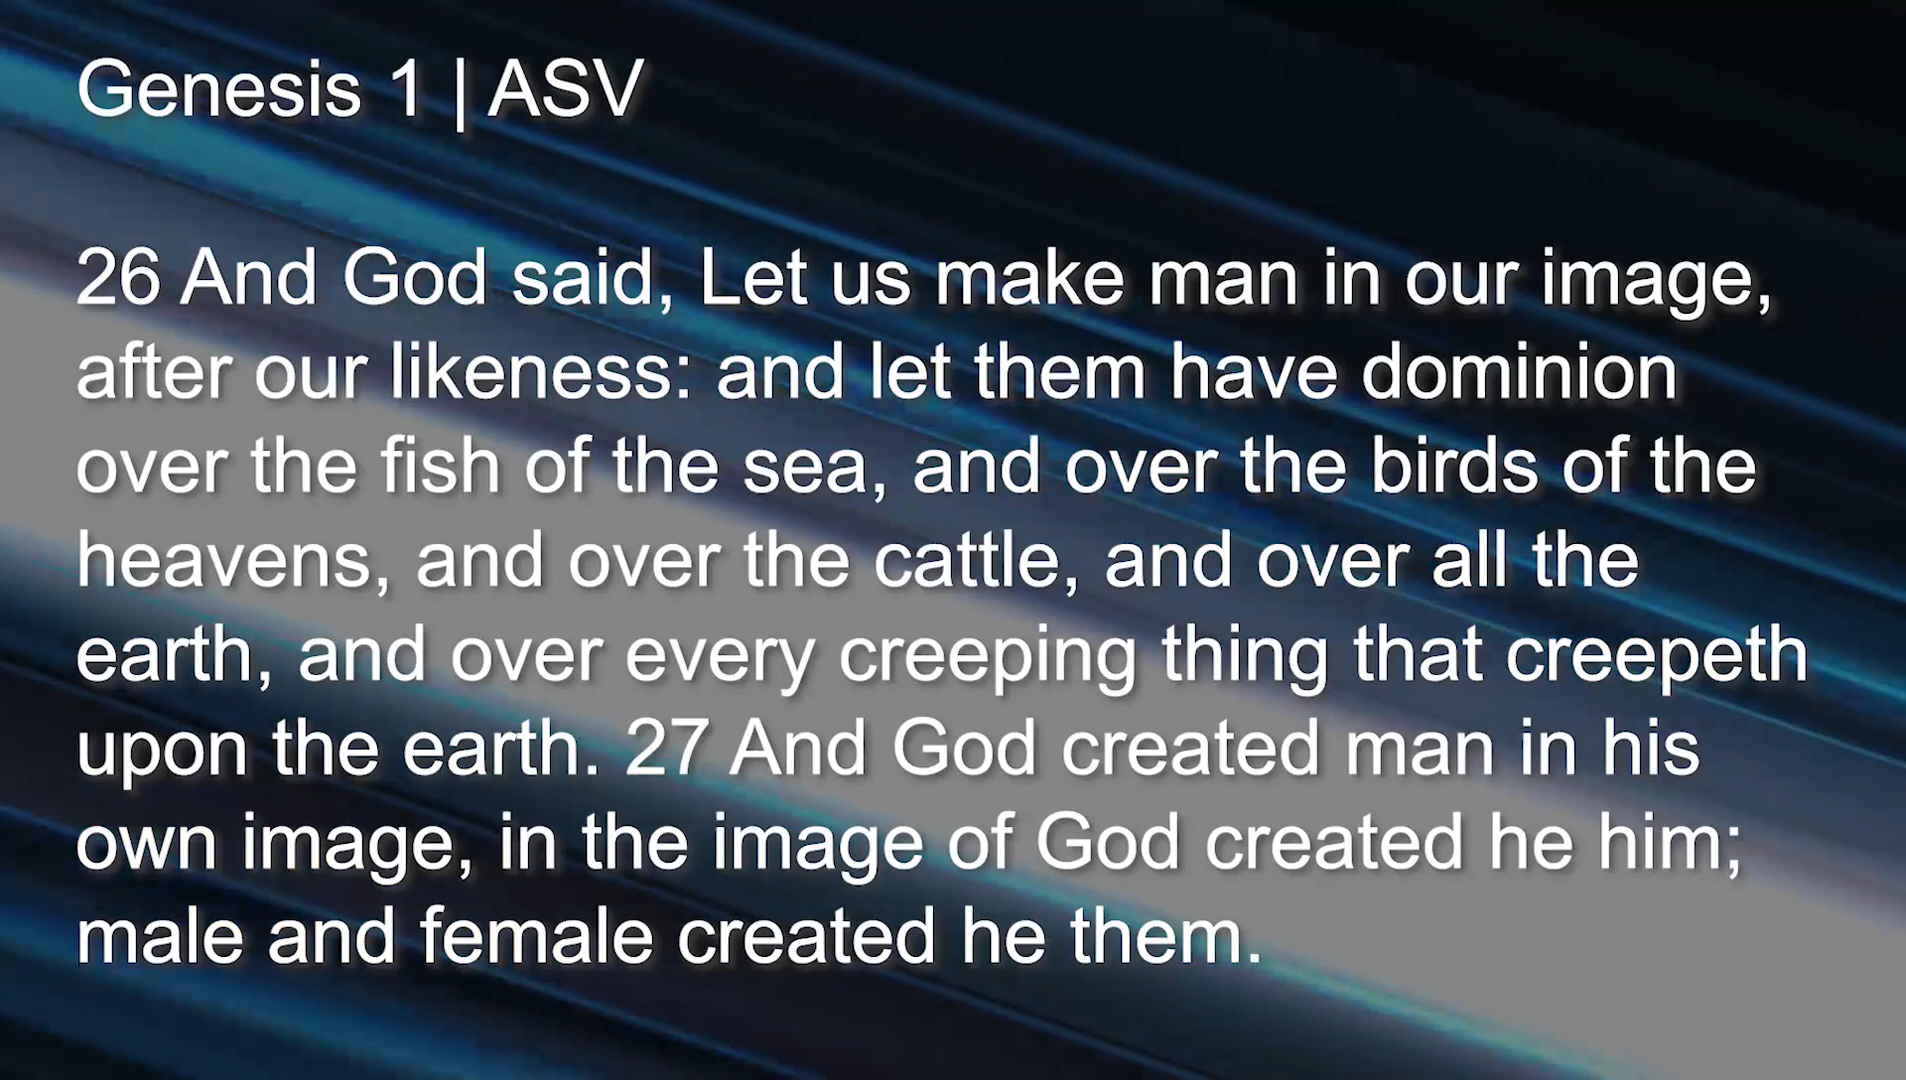 Genesis 1 | ASV
26 And God said, Let us make man in our image,
after our likeness: and let them have dominion
over the fish of the sea, and over the birds of the
heavens, and over the cattle, and over all the
earth, and over every creeping thing that creepeth
upon the earth. 27 And God created man in his
own image, in the image of God created he him;
male and female created he them.